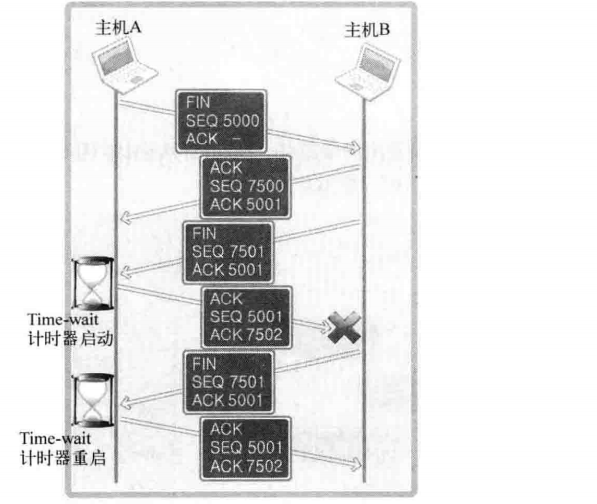 主机A
主机B
FIN
SEQ 5000
ACK -
ACK
SEQ 7500
ACK 5001
FIN
SEQ 7501
ACK 5001
Time-wait
计时器启动
ACK
SEQ 5001
ACK 7502
FIN
SEQ 7501
ACK 5001
Time-wait
计时器重启
ACK
SEQ 5001
ACK 7502